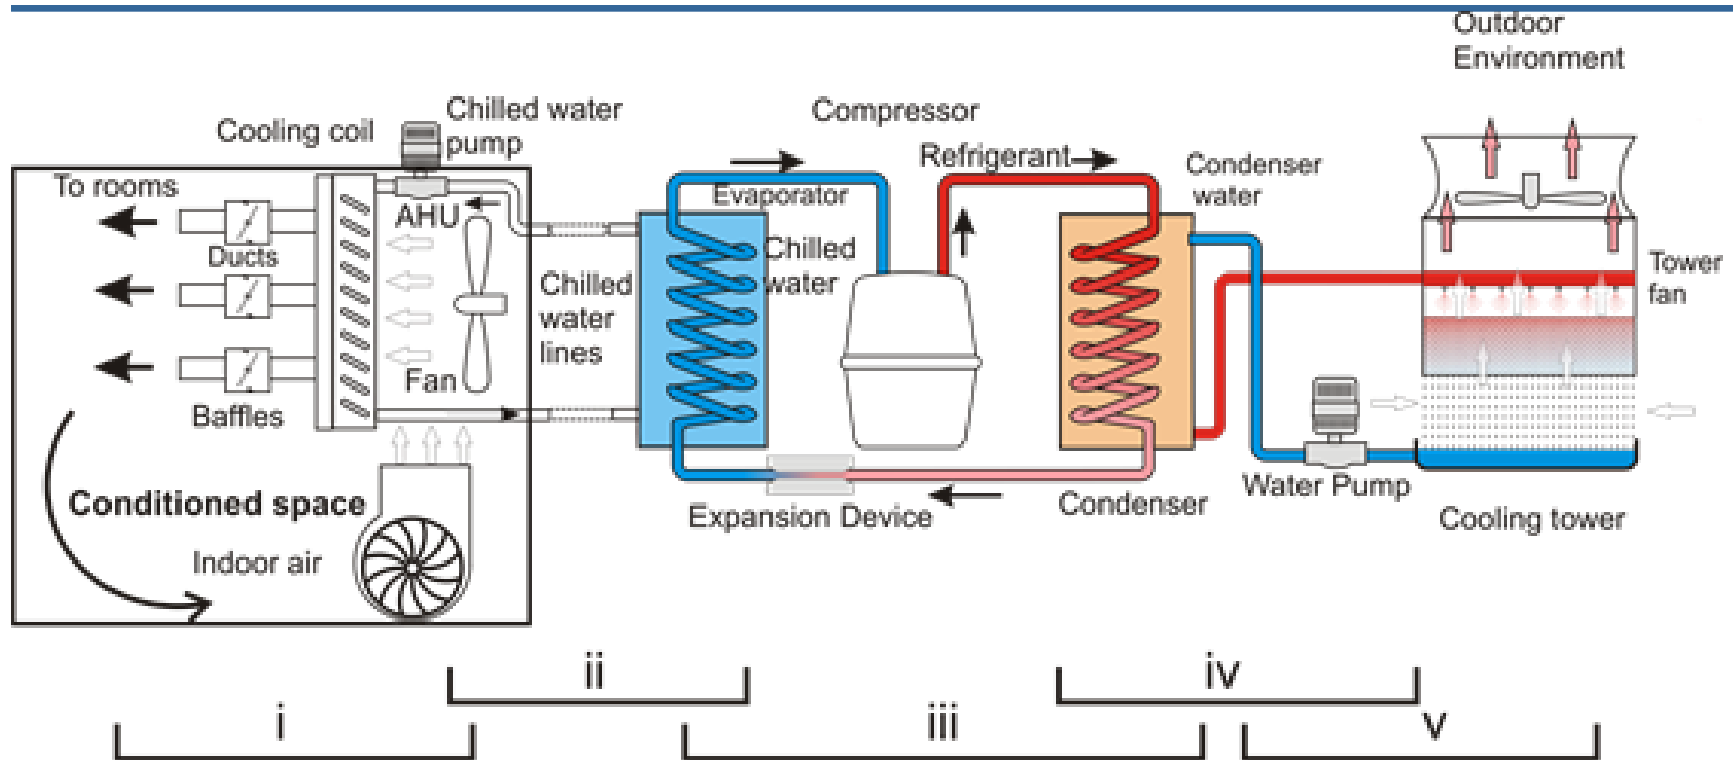 Outdoor
Environment
Chilled water
pump
Cooling coil
Compressor
Refrigerant
Condenser
water
To rooms
Evaporator
AHU
Ducts
Chilled
water
Chilled
water
lines
Tower
fan
Fan
Baffles
Water Pump
Conditioned space
Expansion Device
Condenser
Cooling tower
Indoor air
ii
iv
i
iii
v